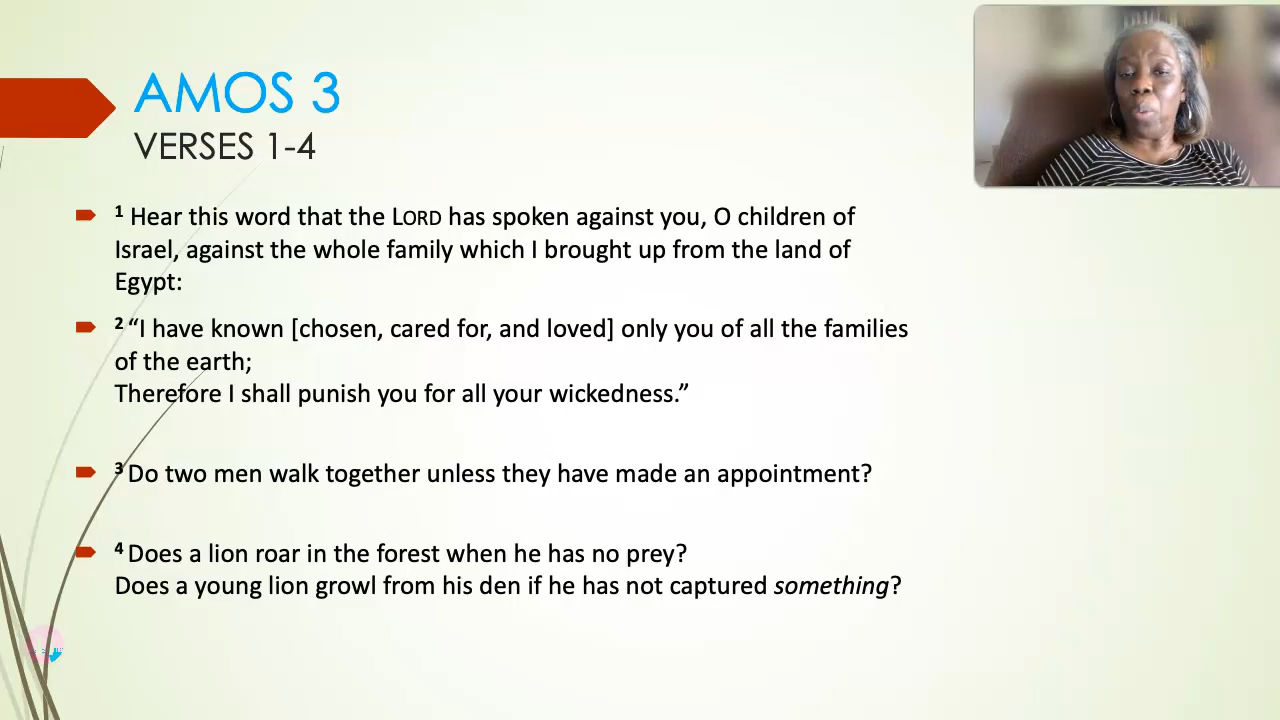 AMOS 3
VERSES 1-4
1 Hear this word that the LORD has spoken against you, O children of
Israel, against the whole family which I brought up from the land of
Egypt:
2 “I have known [chosen, cared for, and loved] only you of all the families
of the earth;
Therefore I shall punish you for all your wickedness.”
3 Do two men walk together unless they have made an appointment?
4 Does a lion roar in the forest when he has no prey?
Does a young lion growl from his den if he has not captured something?